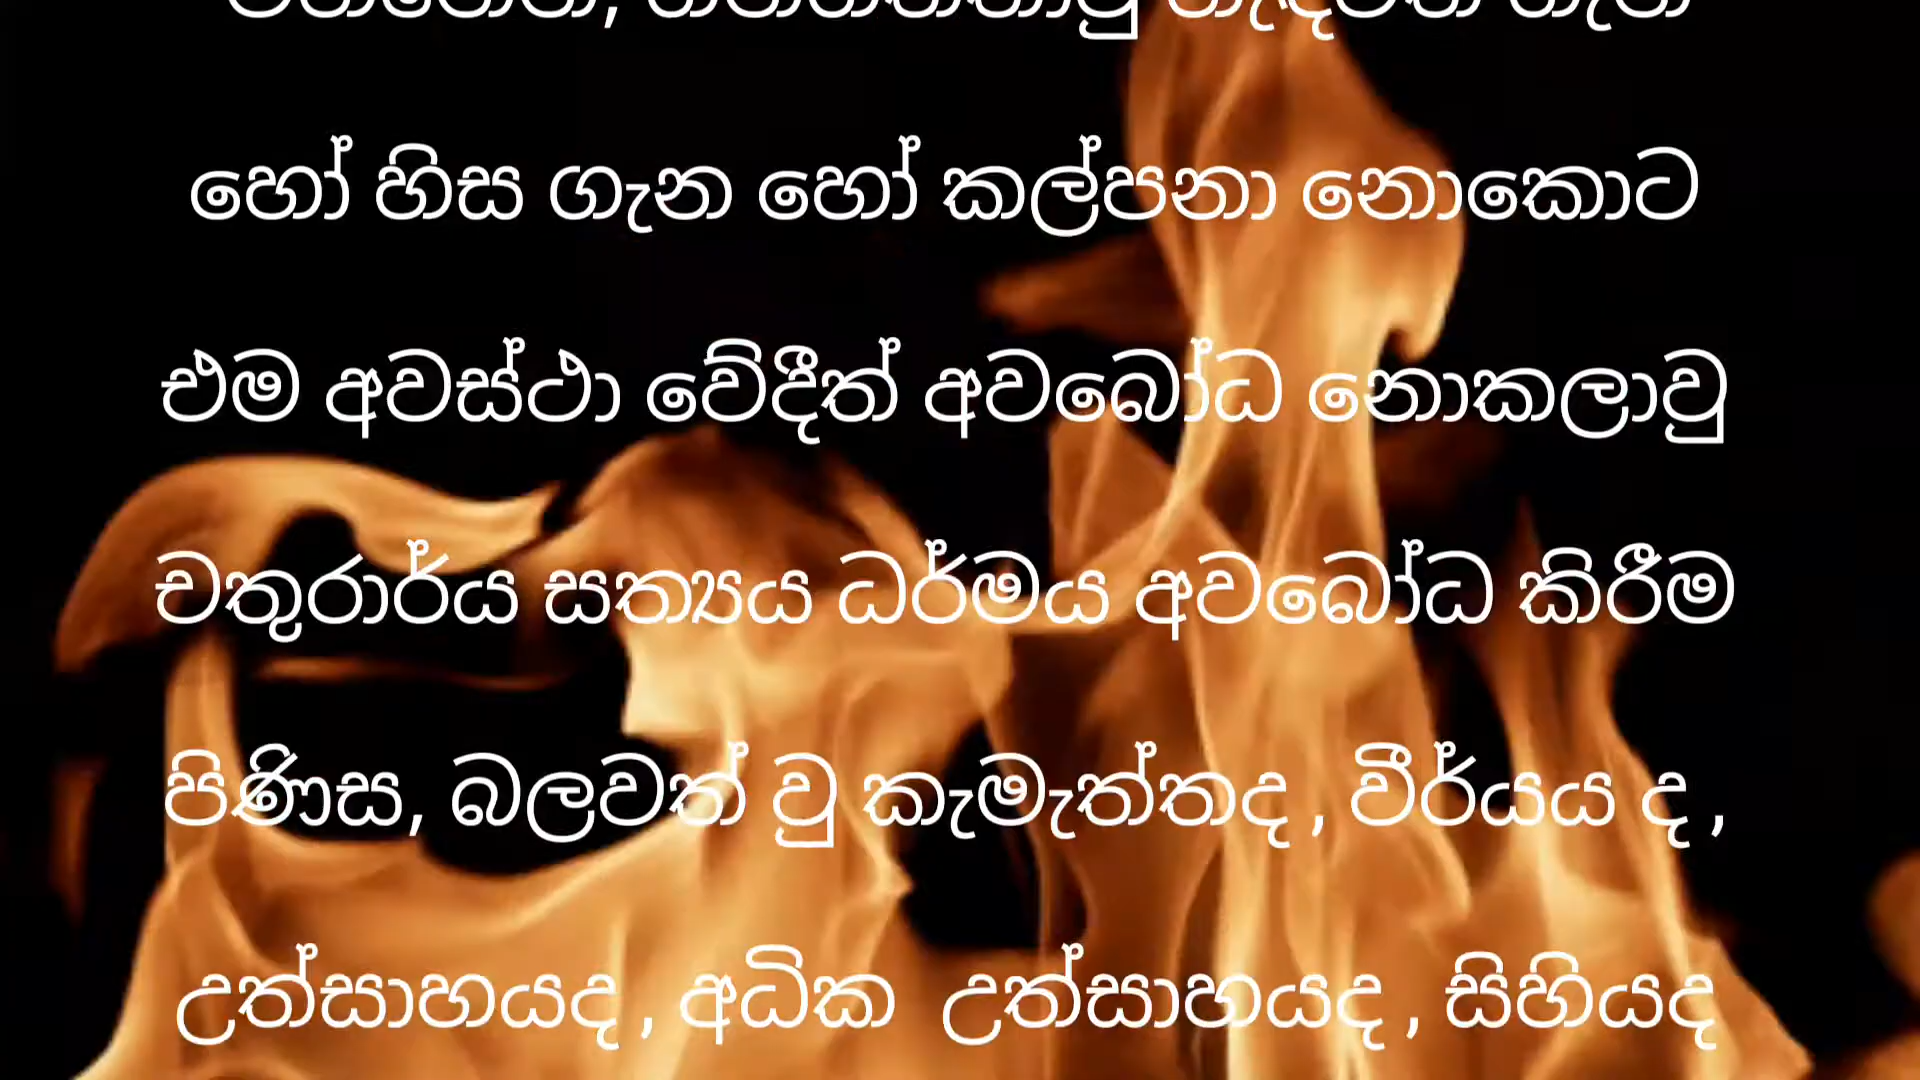 හෝ හිස ගැන හෝ කල්පනා නොකොට
එම අවස්ථා වේදීත් අවබෝධ නොකලාවු
චතුරාර්ය සත්‍යය ධර්මය අවබෝධ කිරීම
පිණිස, බලවත් වු කැමැත්තද , වීර්යය ද ,
උත්සාහයද , අධික උත්සාහයද , සිහියද